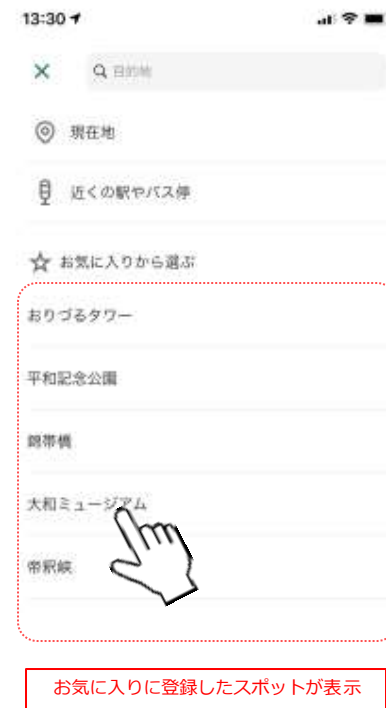 13:30
目的地
現在地
近くの駅やバス停
お気に入りから選ぶ
おりづるタワー
平和記念公園
錦帯橋
大和ミュージアム
帝釈峡
お気に入りに登録したスポットが表示